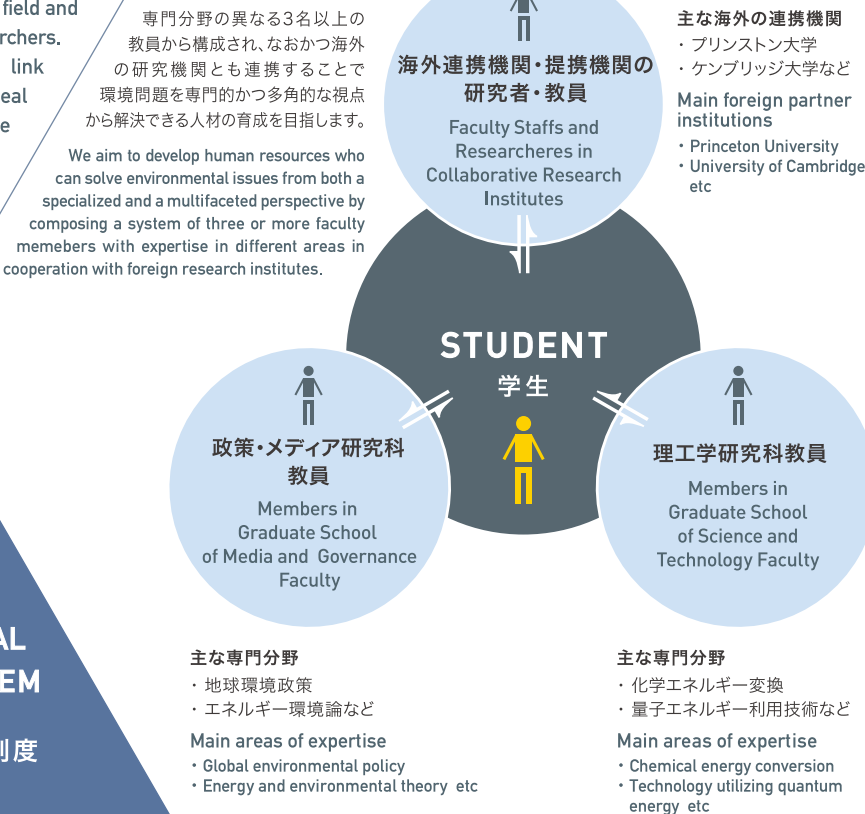 field and
rchers.
link
eal
e
専門分野の異なる3名以上の
教員から構成され、なおかつ海外
の研究機関とも連携することで
環境問題を専門的かつ多角的な視点
から解決できる人材の育成を目指します。
We aim to develop human resources who
can solve environmental issues from both a
specialized and a multifaceted perspective by
composing a system of three or more faculty
memebers with expertise in different areas in
cooperation with foreign research institutes.
海外連携機関・提携機関の
研究者・教員
Faculty Staffs and
Researcheres in
Collaborative Research
Institutes
主な海外の連携機関
・ プリンストン大学
・ ケンブリッジ大学など
Main foreign partner
institutions
・Princeton University
・University of Cambridge
etc
STUDENT
学生
政策・メディア研究科
教員
Members in
Graduate School
of Media and Governance
Faculty
理工学研究科教員
Members in
Graduate School
of Science and
Technology Faculty
主な専門分野
・ 地球環境政策
・ エネルギー環境論など
Main areas of expertise
・Global environmental policy
・Energy and environmental theory etc
主な専門分野
・ 化学エネルギー変換
・ 量子エネルギー利用技術など
Main areas of expertise
・Chemical energy conversion
・Technology utilizing quantum
energy etc
AL
EM
制度